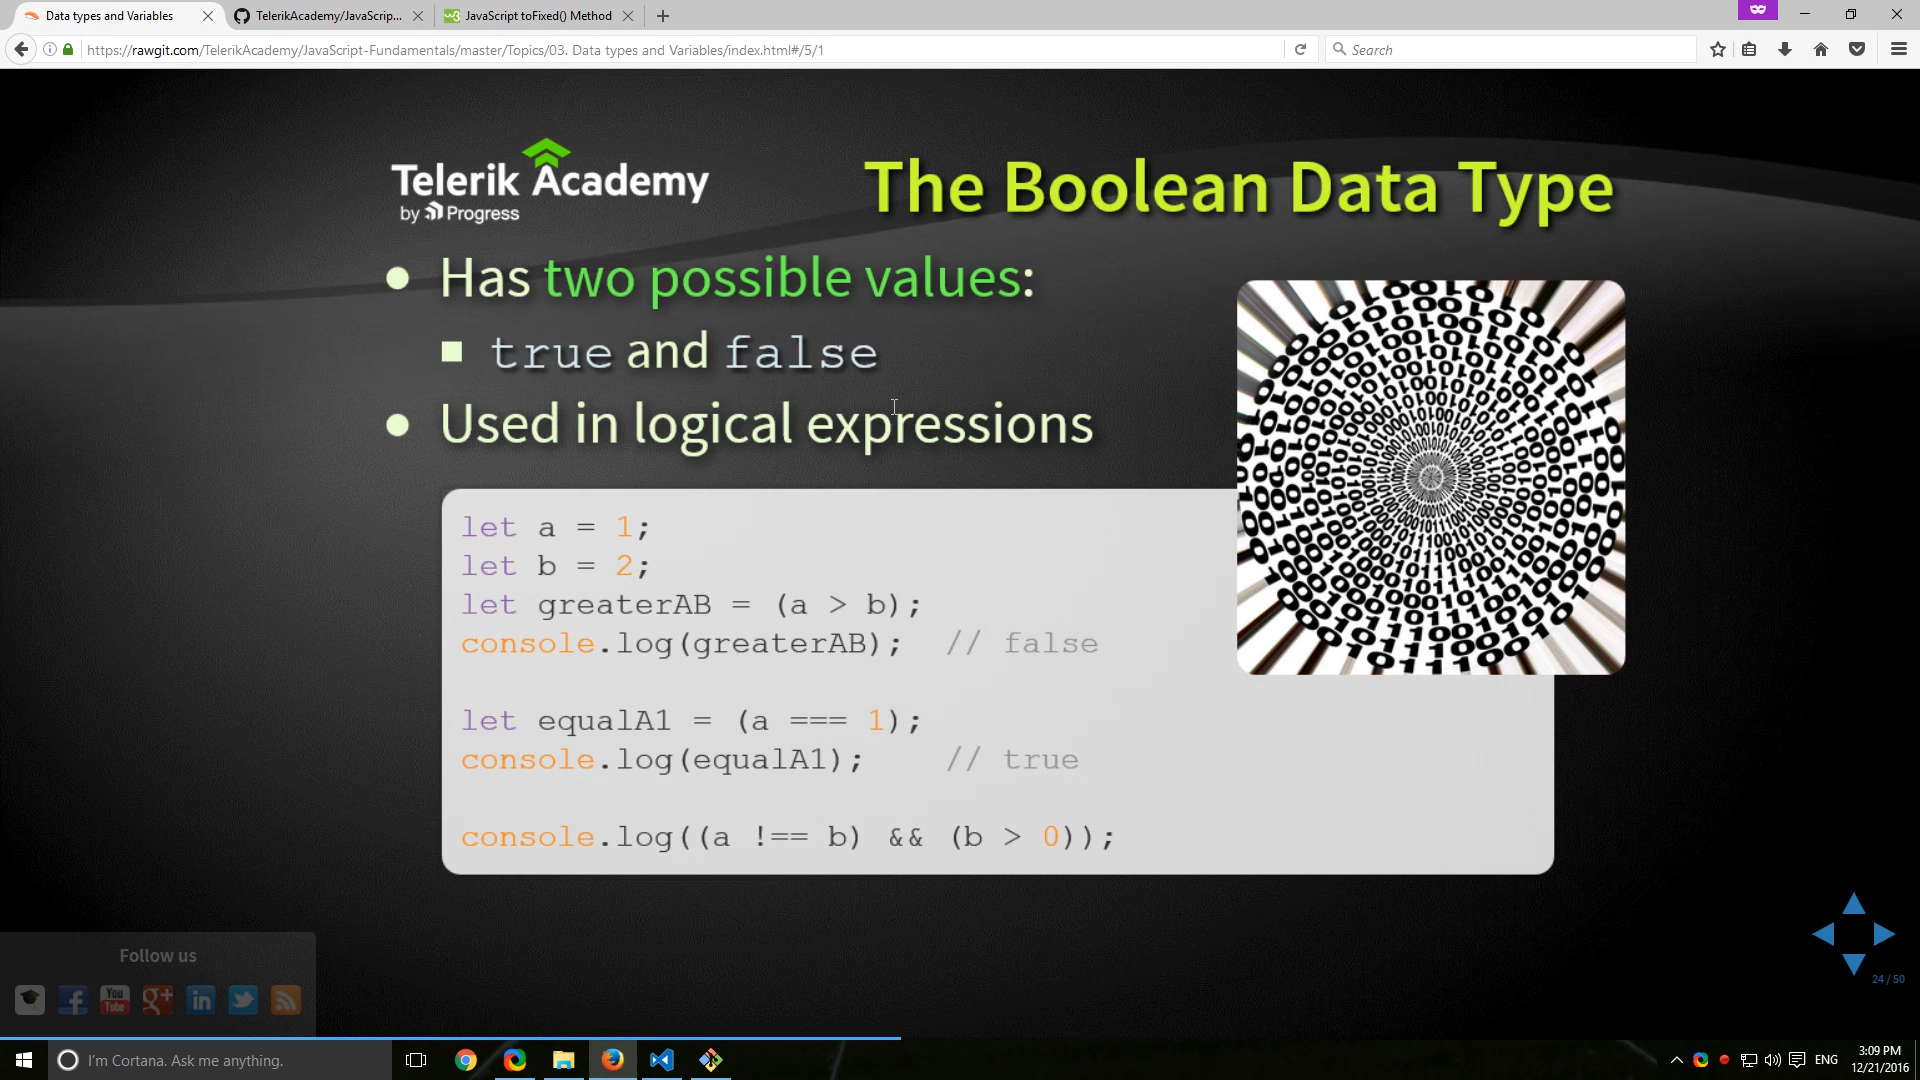 Data types and Variables
TelerikAcademy/JavaScrip...
JavaScript toFixed() Method
https://rawgit.com/TelerikAcademy/JavaScript-Fundamentals/master/Topics/03. Data types and Variables/index.html#/5/1
Search
Telerik Academy
by Progress
The Boolean Data Type
Has two possible values:
true and false
Used in logical expressions
let a = 1;
let b = 2;
let greaterAB = (a > b);
console.log(greaterAB);  // false
let equalA1 = (a === 1);
console.log(equalA1);    // true
console.log((a !== b) && (b > 0));
Follow us
You
Tube
24 / 50
I'm Cortana. Ask me anything.
ENG
3:09 PM
12/21/2016